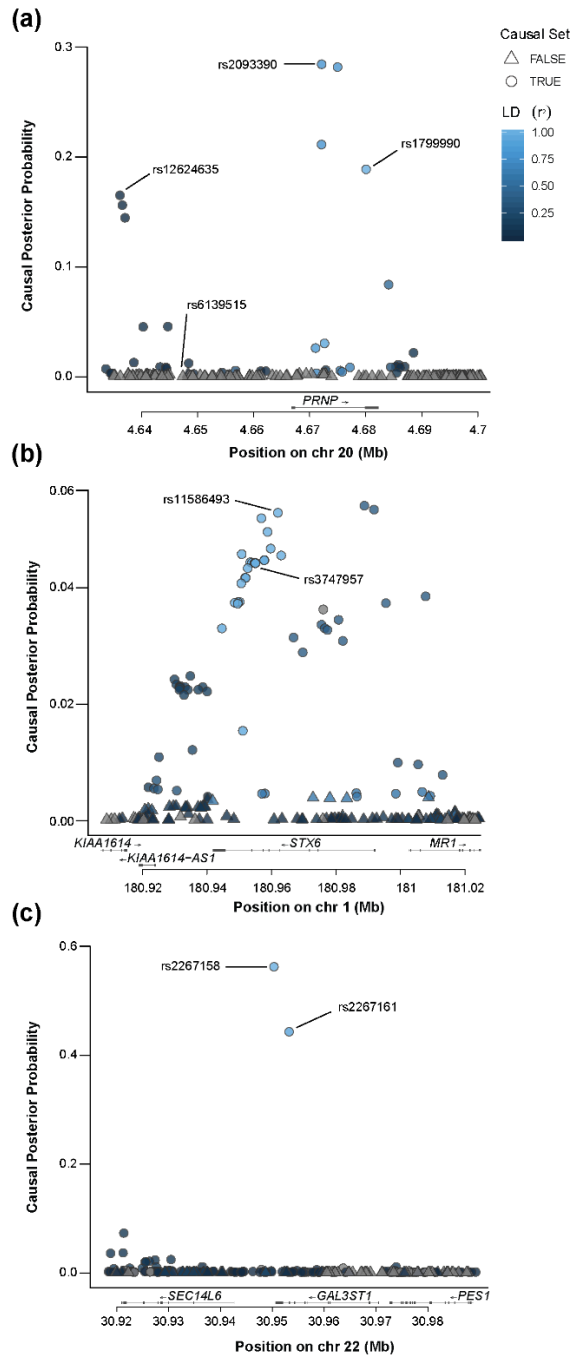 (a)
0.3
0.2
0.1
0.0
Causal Posterior Probability
rs2093390
rs1799990
rs12624635
rs6139515
Causal Set
FALSE
TRUE
LD (r²)
1.00
0.75
0.50
0.25
PRNP →
4.64 4.65 4.66 4.67 4.68 4.69 4.7
Position on chr 20 (Mb)
(b)
0.06
0.04
0.02
0.00
Causal Posterior Probability
rs11586493
rs3747957
KIAA1614 →
←KIAA1614−AS1
←STX6
MR1 →
180.92 180.94 180.96 180.98 181 181.02
Position on chr 1 (Mb)
(c)
0.6
0.4
0.2
0.0
Causal Posterior Probability
rs2267158
rs2267161
←SEC14L6
←GAL3ST1
←PES1
30.92 30.93 30.94 30.95 30.96 30.97 30.98
Position on chr 22 (Mb)